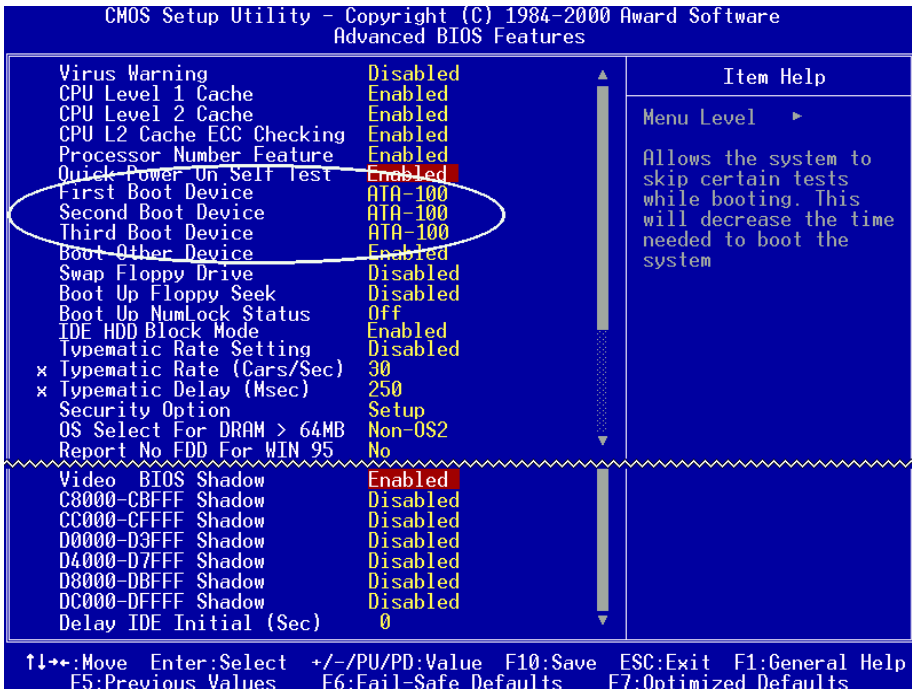 CMOS Setup Utility - Copyright (C) 1984-2000 Award Software
Advanced BIOS Features
Virus Warning Disabled
CPU Level 1 Cache Enabled
CPU Level 2 Cache Enabled
CPU L2 Cache ECC Checking Enabled
Processor Number Feature Enabled
Quick Power On Self Test Enabled
First Boot Device ATA-100
Second Boot Device ATA-100
Third Boot Device ATA-100
Boot Other Device Enabled
Swap Floppy Drive Disabled
Boot Up Floppy Seek Disabled
Boot Up NumLock Status Off
IDE HDD Block Mode Enabled
Typematic Rate Setting Disabled
x Typematic Rate (Cars/Sec) 30
x Typematic Delay (Msec) 250
Security Option Setup
OS Select For DRAM > 64MB Non-OS2
Report No FDD For WIN 95 No
Video BIOS Shadow Enabled
C8000-CBFFF Shadow Disabled
CC000-CFFFF Shadow Disabled
D0000-D3FFF Shadow Disabled
D4000-D7FFF Shadow Disabled
D8000-DBFFF Shadow Disabled
DC000-DFFFF Shadow Disabled
Delay IDE Initial (Sec) 0
Item Help
Menu Level ►
Allows the system to
skip certain tests
while booting. This
will decrease the time
needed to boot the
system
↑↓→←:Move Enter:Select +/-/PU/PD:Value F10:Save ESC:Exit F1:General Help
F5:Previous Values F6:Fail-Safe Defaults F7:Optimized Defaults